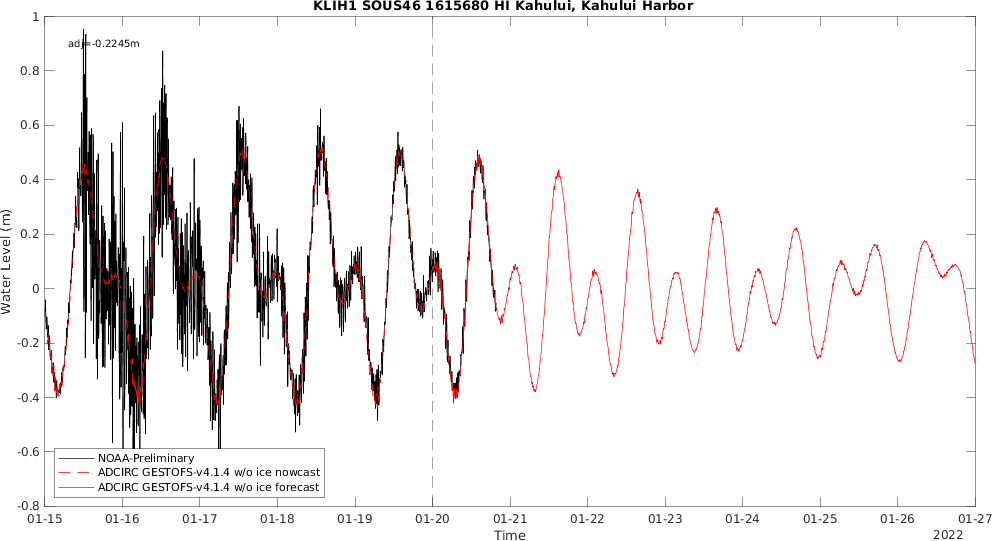 KLIH1 SOUS46 1615680 HI Kahului, Kahului Harbor
adj=-0.2245m
1
0.8
0.6
0.4
0.2
0
-0.2
-0.4
-0.6
-0.8
Water Level (m)
NOAA-Preliminary
ADCIRC GESTOFS-v4.1.4 w/o ice nowcast
ADCIRC GESTOFS-v4.1.4 w/o ice forecast
01-15 01-16 01-17 01-18 01-19 01-20 01-21 01-22 01-23 01-24 01-25 01-26 01-27
Time
2022